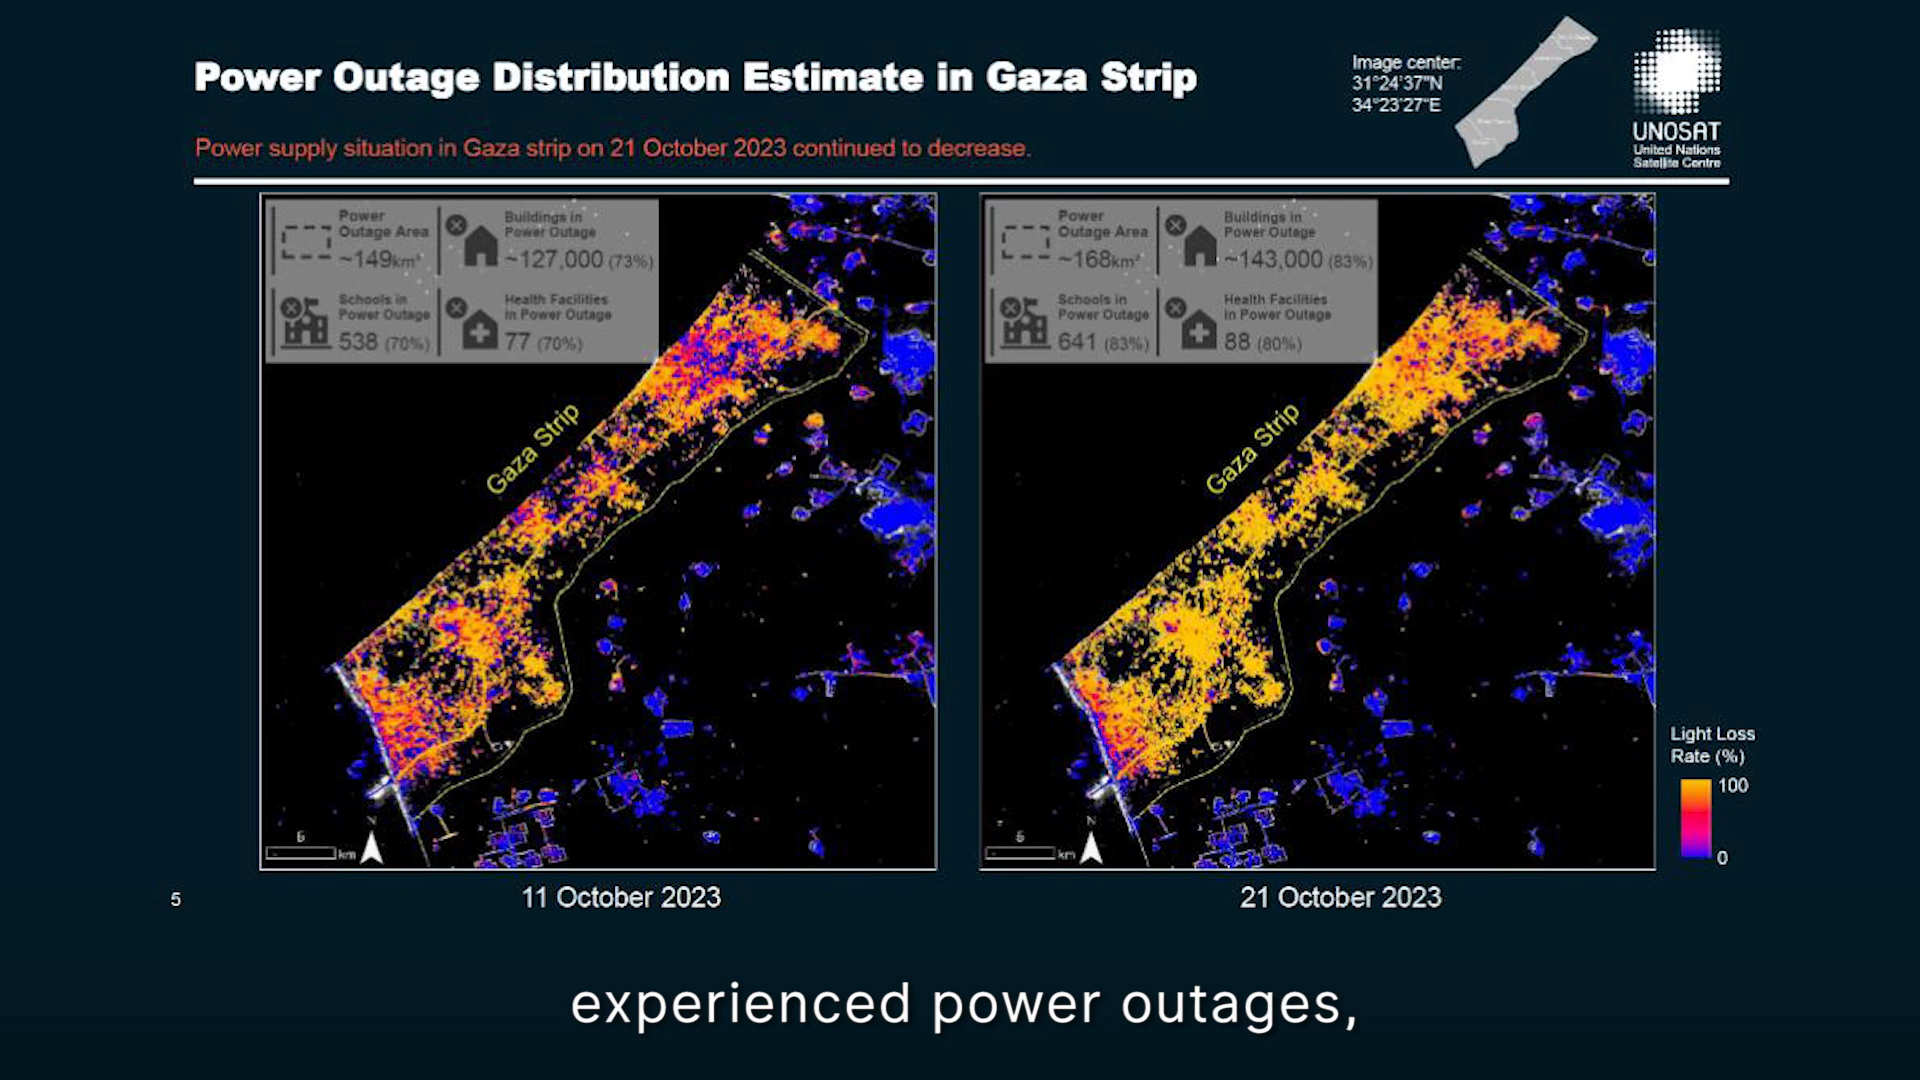 Power Outage Distribution Estimate in Gaza Strip
Power supply situation in Gaza strip on 21 October 2023 continued to decrease.
Image center:
31°24'37"N
34°23'27"E
UNOSAT
United Nations
Satellite Centre
Power
Outage Area
~149km²
Buildings in
Power Outage
~127,000 (73%)
Schools in
Power Outage
538 (70%)
Health Facilities
in Power Outage
77 (70%)
Gaza Strip
5
km
N
11 October 2023
Power
Outage Area
~168km²
Buildings in
Power Outage
~143,000 (83%)
Schools in
Power Outage
641 (83%)
Health Facilities
in Power Outage
88 (80%)
Gaza Strip
5
km
N
21 October 2023
Light Loss
Rate (%)
100
0
5
experienced power outages,